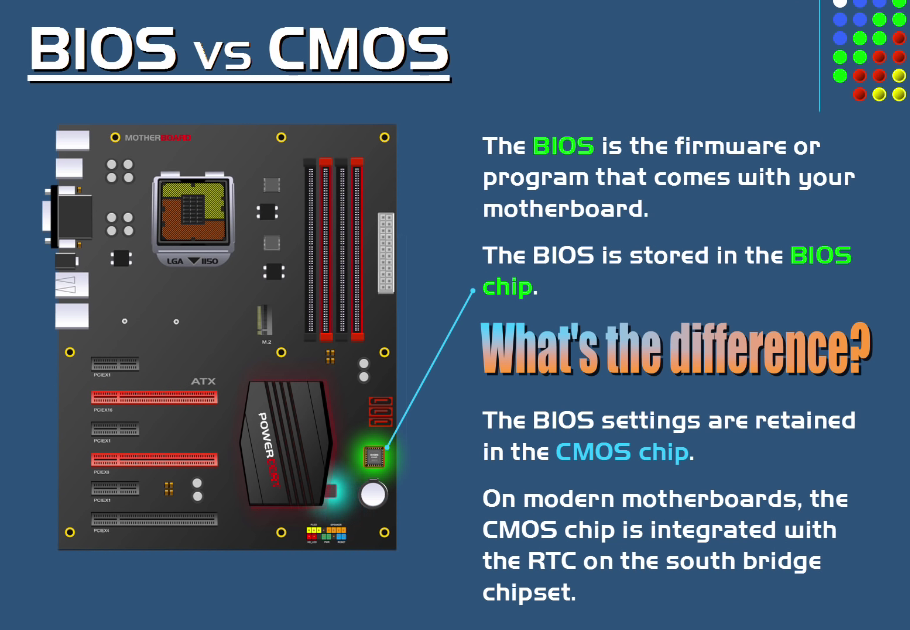 BIOS vs CMOS
MOTHERBOARD
LGA 1150
M.2
PCIEX1
ATX
PCIEX16
PCIEX1
PCIEX1
PCIEX4
POWER
The BIOS is the firmware or
program that comes with your
motherboard.
The BIOS is stored in the BIOS
chip.
What's the difference?
The BIOS settings are retained
in the CMOS chip.
On modern motherboards, the
CMOS chip is integrated with
the RTC on the south bridge
chipset.